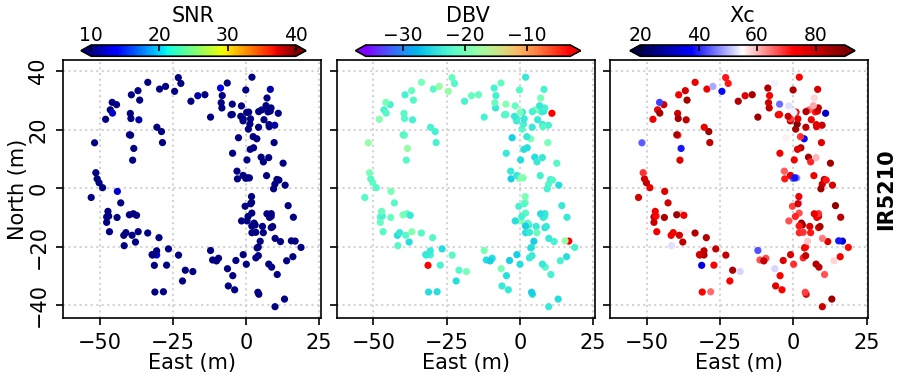 SNR DBV Xc
10 20 30 40 −30 −20 −10 20 40 60 80
40
20
0
−20
−40
North (m)
−50 −25 0 25 −50 −25 0 25 −50 −25 0 25
East (m) East (m) East (m)
IR5210